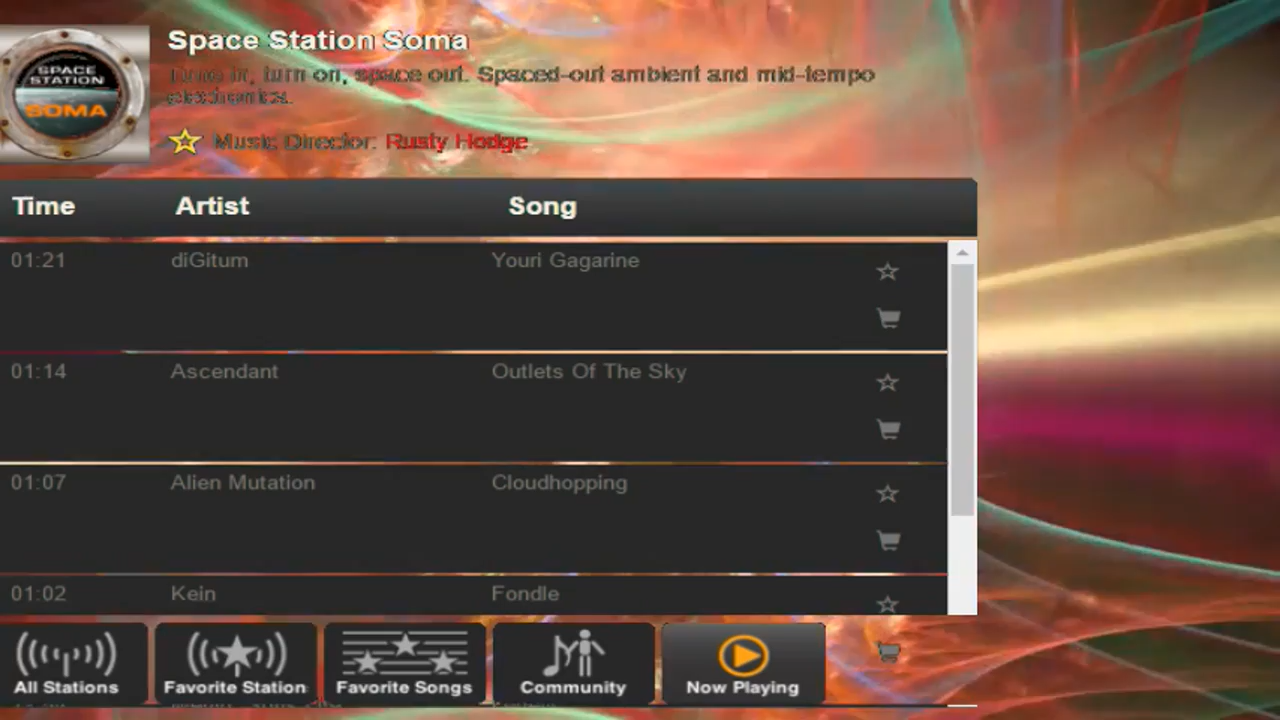 SPACE
STATION
SOMA
Space Station Soma
Tune in, turn on, space out. Spaced-out ambient and mid-tempo
electronics.
Music Director: Rusty Hodge
Time Artist Song
01:21 diGitum Youri Gagarine
01:14 Ascendant Outlets Of The Sky
01:07 Alien Mutation Cloudhopping
01:02 Kein Fondle
All Stations Favorite Station Favorite Songs Community Now Playing